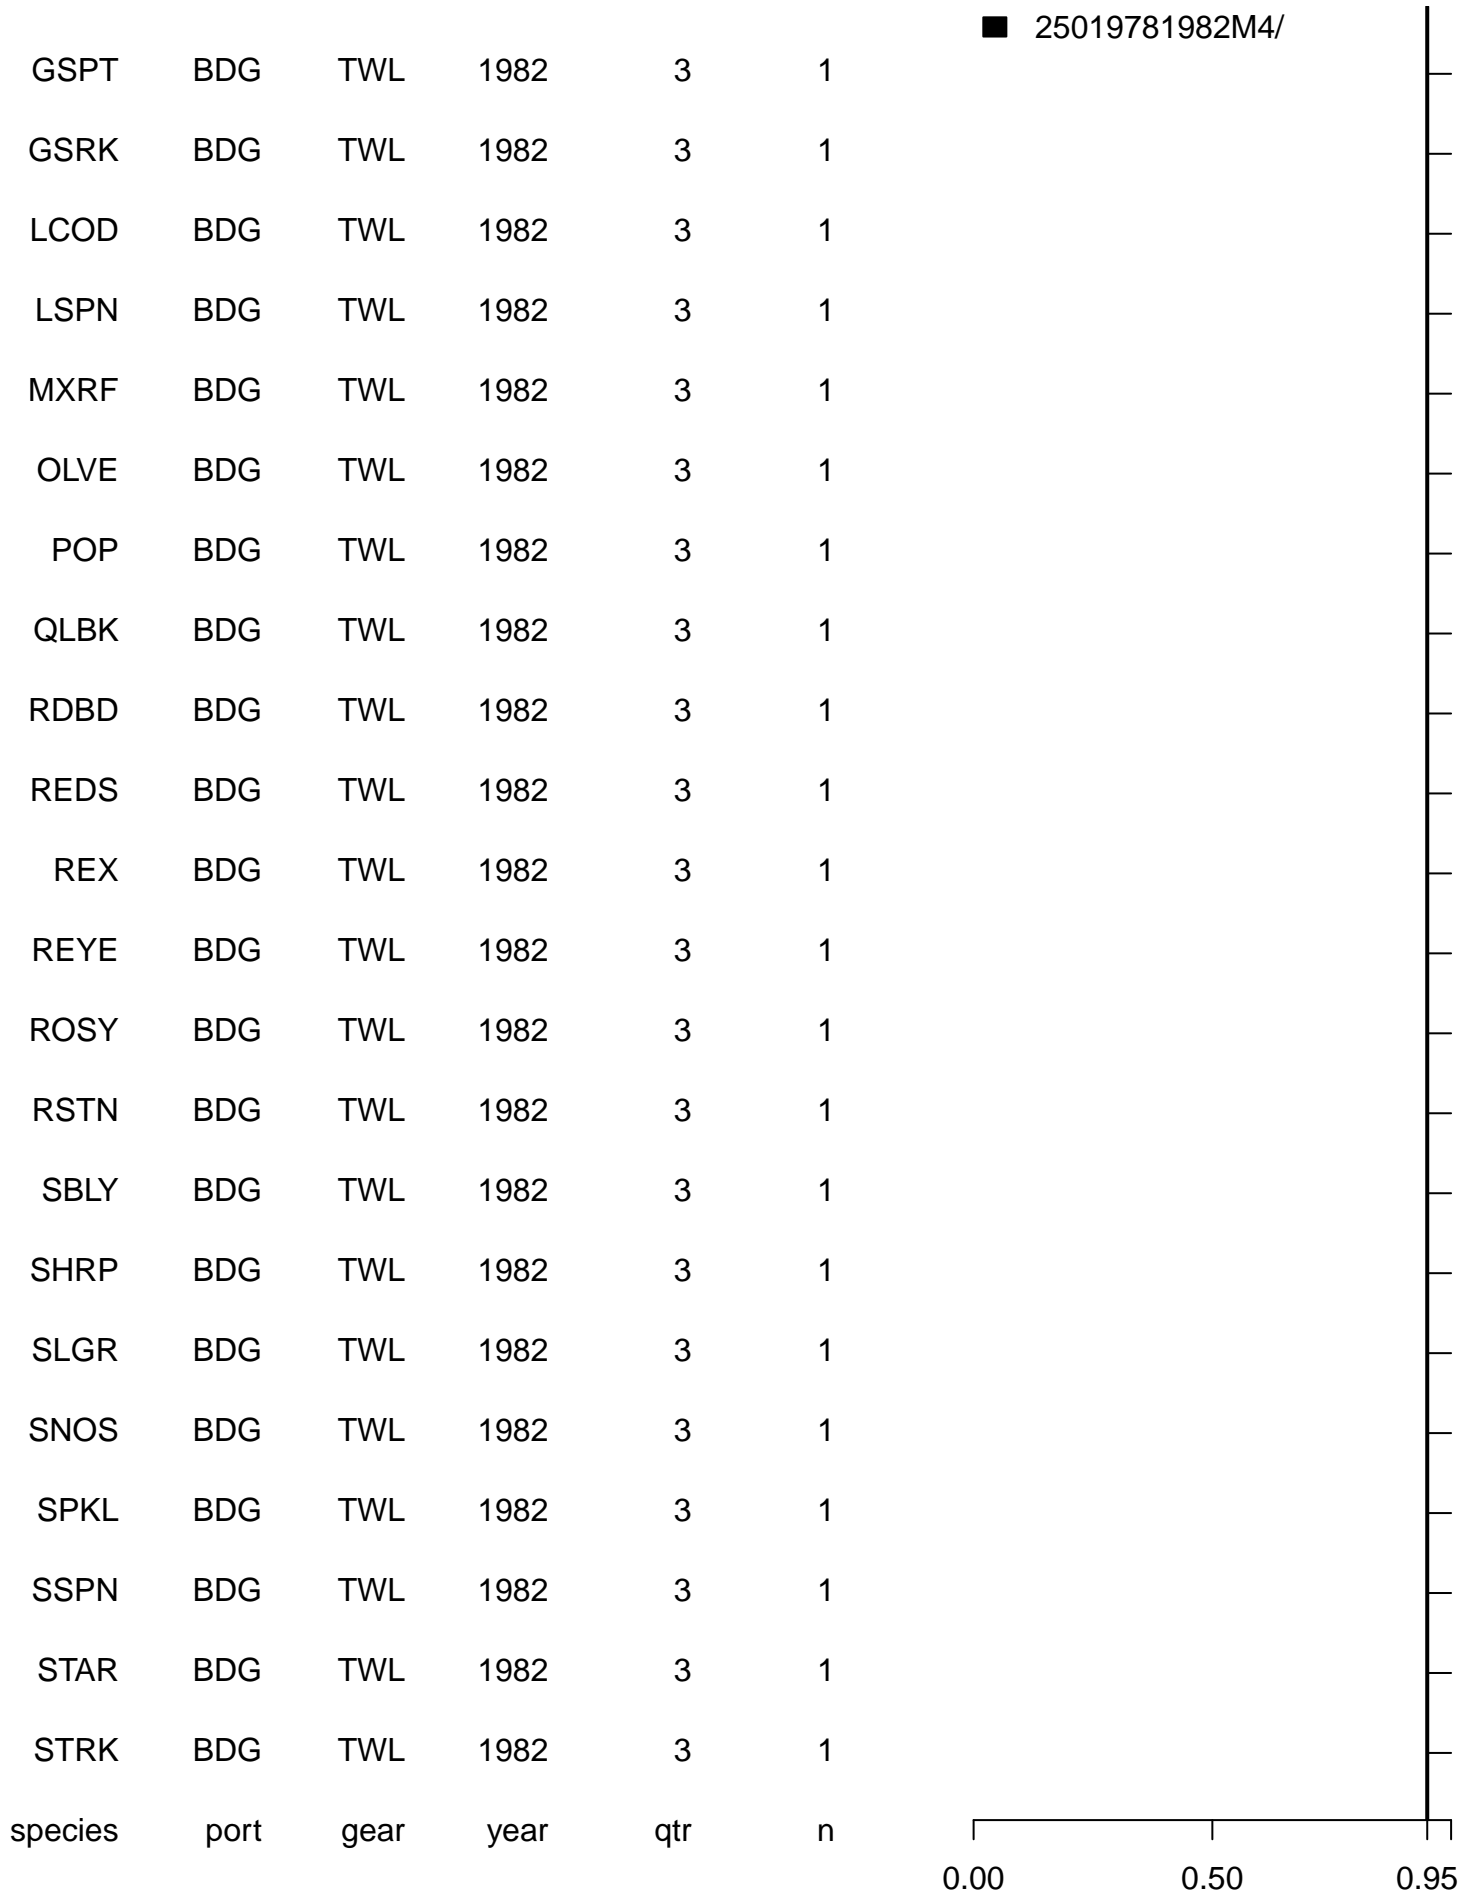 25019781982M4/
GSPT BDG TWL 1982 3 1
GSRK BDG TWL 1982 3 1
LCOD BDG TWL 1982 3 1
LSPN BDG TWL 1982 3 1
MXRF BDG TWL 1982 3 1
OLVE BDG TWL 1982 3 1
POP BDG TWL 1982 3 1
QLBK BDG TWL 1982 3 1
RDBD BDG TWL 1982 3 1
REDS BDG TWL 1982 3 1
REX BDG TWL 1982 3 1
REYE BDG TWL 1982 3 1
ROSY BDG TWL 1982 3 1
RSTN BDG TWL 1982 3 1
SBLY BDG TWL 1982 3 1
SHRP BDG TWL 1982 3 1
SLGR BDG TWL 1982 3 1
SNOS BDG TWL 1982 3 1
SPKL BDG TWL 1982 3 1
SSPN BDG TWL 1982 3 1
STAR BDG TWL 1982 3 1
STRK BDG TWL 1982 3 1
species port gear year qtr n
0.00 0.50 0.95